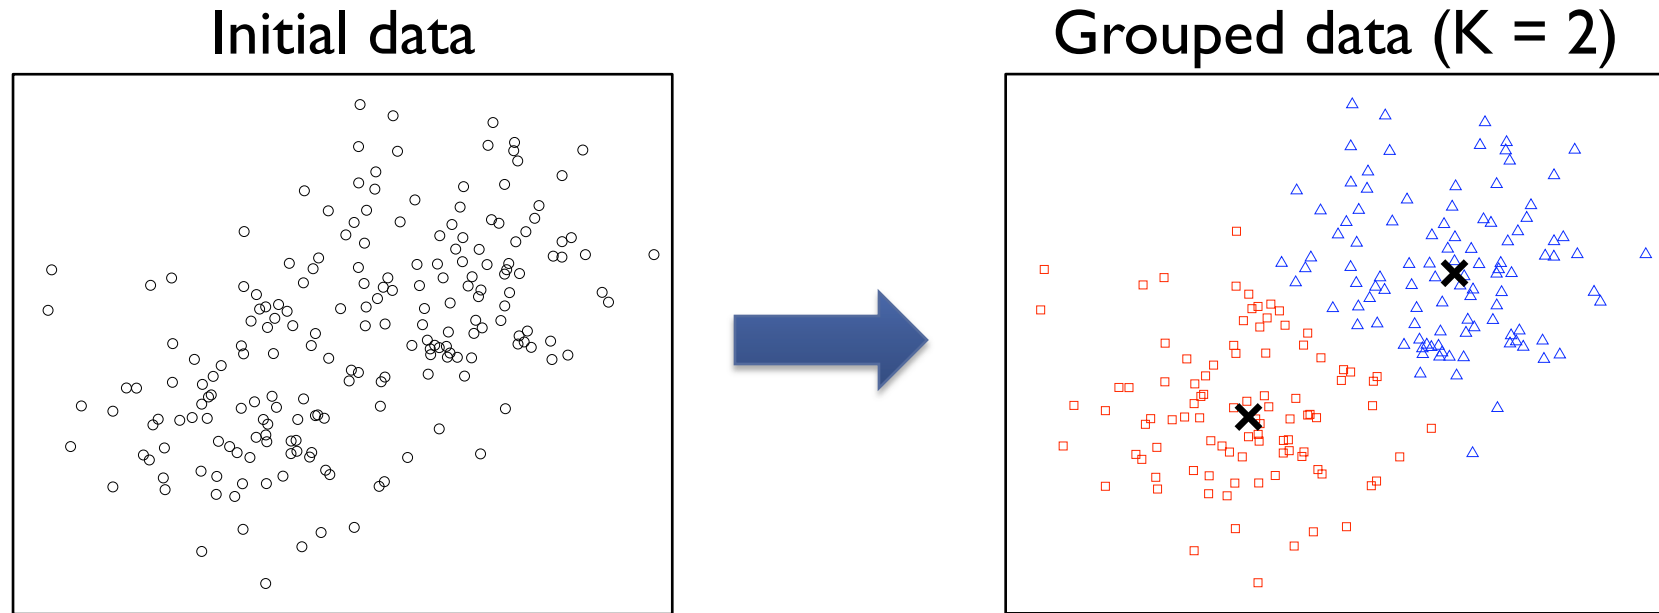 Initial data
Grouped data (K = 2)